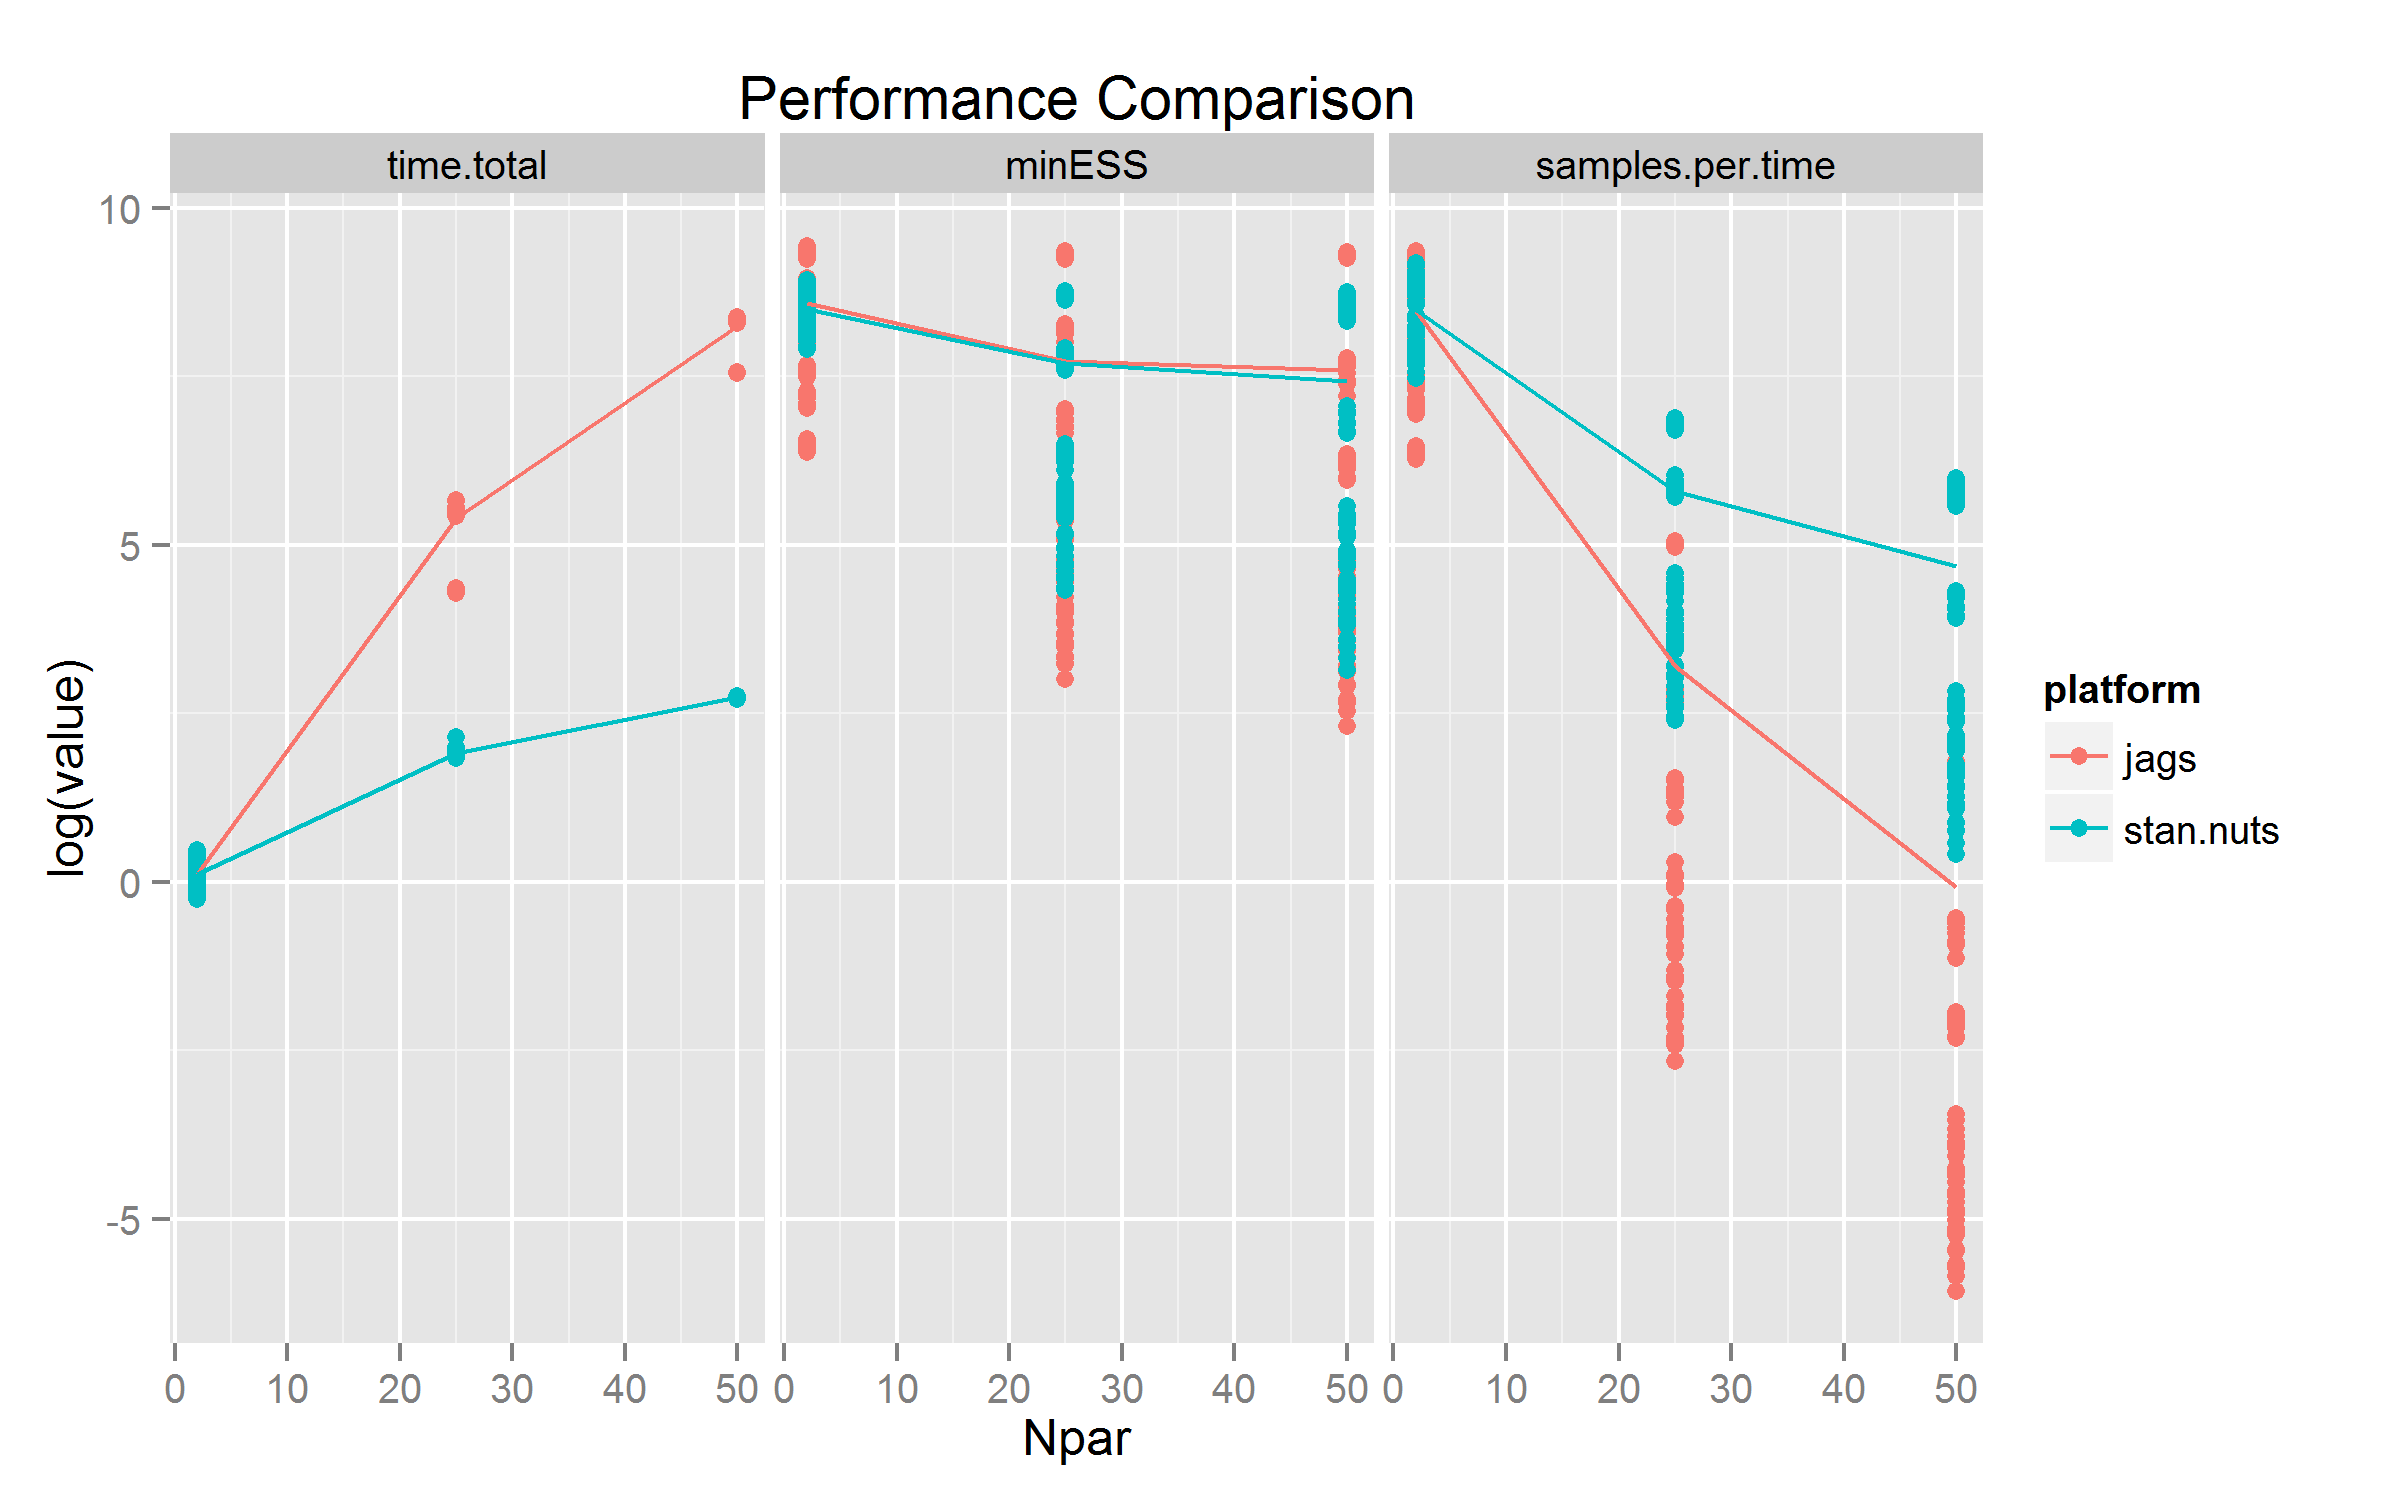 Performance Comparison
time.total minESS samples.per.time
10
5
0
-5
log(value)
0 10 20 30 40 50 0 10 20 30 40 50 0 10 20 30 40 50
Npar
platform
jags
stan.nuts